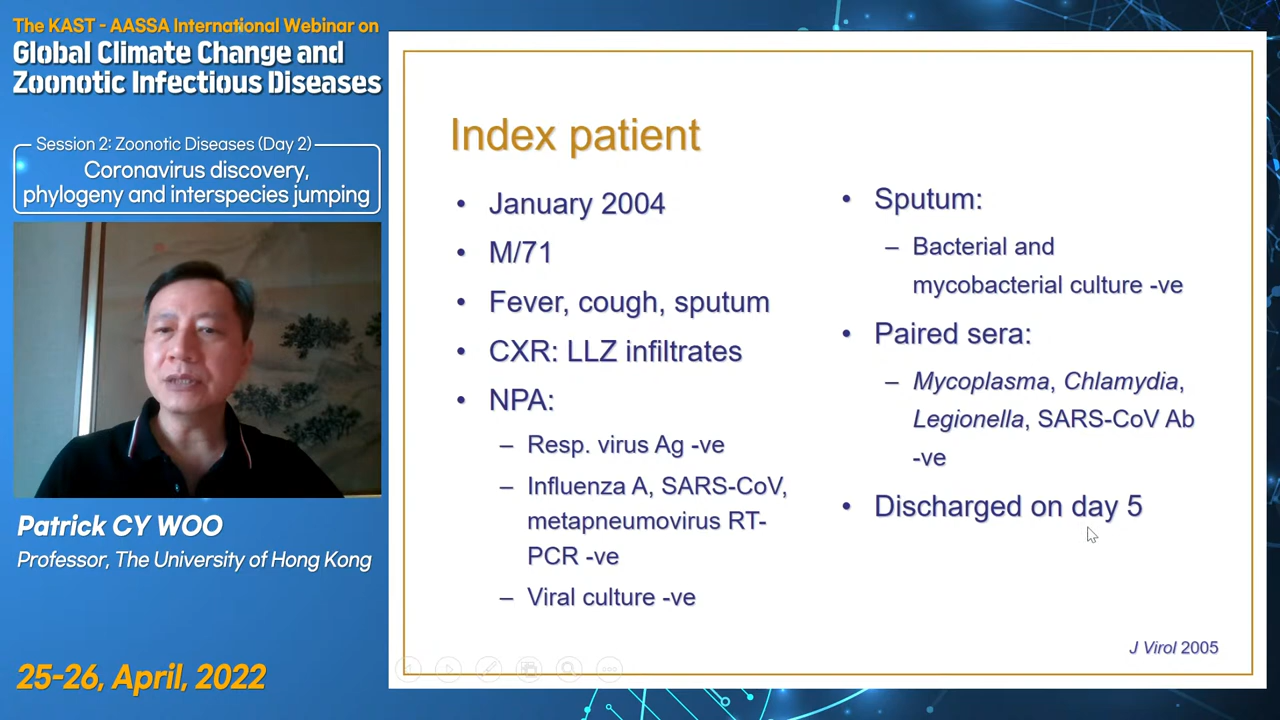 The KAST - AASSA International Webinar on
Global Climate Change and
Zoonotic Infectious Diseases
Session 2: Zoonotic Diseases (Day 2)
Coronavirus discovery,
phylogeny and interspecies jumping
Patrick CY WOO
Professor, The University of Hong Kong
25-26, April, 2022
Index patient
• January 2004
• M/71
• Fever, cough, sputum
• CXR: LLZ infiltrates
• NPA:
– Resp. virus Ag -ve
– Influenza A, SARS-CoV,
metapneumovirus RT-
PCR -ve
– Viral culture -ve
• Sputum:
– Bacterial and
mycobacterial culture -ve
• Paired sera:
– Mycoplasma, Chlamydia,
Legionella, SARS-CoV Ab
-ve
• Discharged on day 5
J Virol 2005